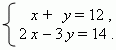 x + y = 12 ,
2 x – 3 y = 14 .